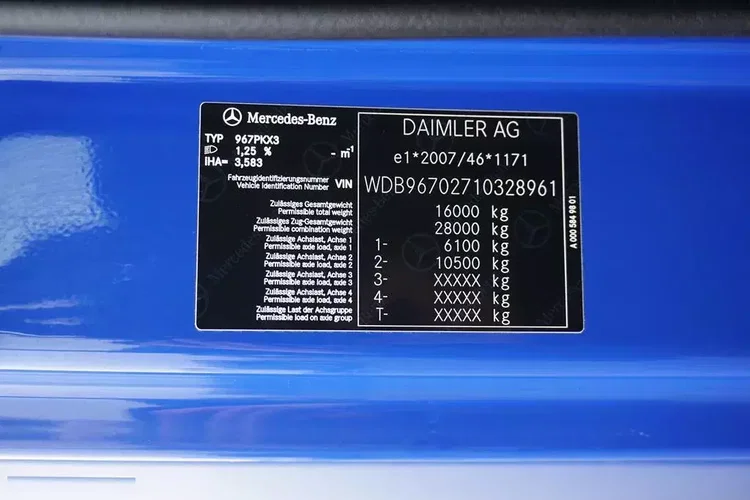 Mercedes-Benz
TYP 967PKX3
1,25 % - m-1
IHA= 3,583
Fahrzeugidentifizierungsnummer
Vehicle Identification Number VIN
Zulässiges Gesamtgewicht
Permissible total weight
Zulässiges Zug-Gesamtgewicht
Permissible combination weight
Zulässige Achslast, Achse 1
Permissible axle load, axle 1
Zulässige Achslast, Achse 2
Permissible axle load, axle 2
Zulässige Achslast, Achse 3
Permissible axle load, axle 3
Zulässige Achslast, Achse 4
Permissible axle load, axle 4
Zulässige Last der Achsgruppe
Permissible load on axle group
DAIMLER AG
e1*2007/46*1171
WDB96702710328961
16000 kg
28000 kg
1- 6100 kg
2- 10500 kg
3- XXXXX kg
4- XXXXX kg
T- XXXXX kg
A 000 584 98 01